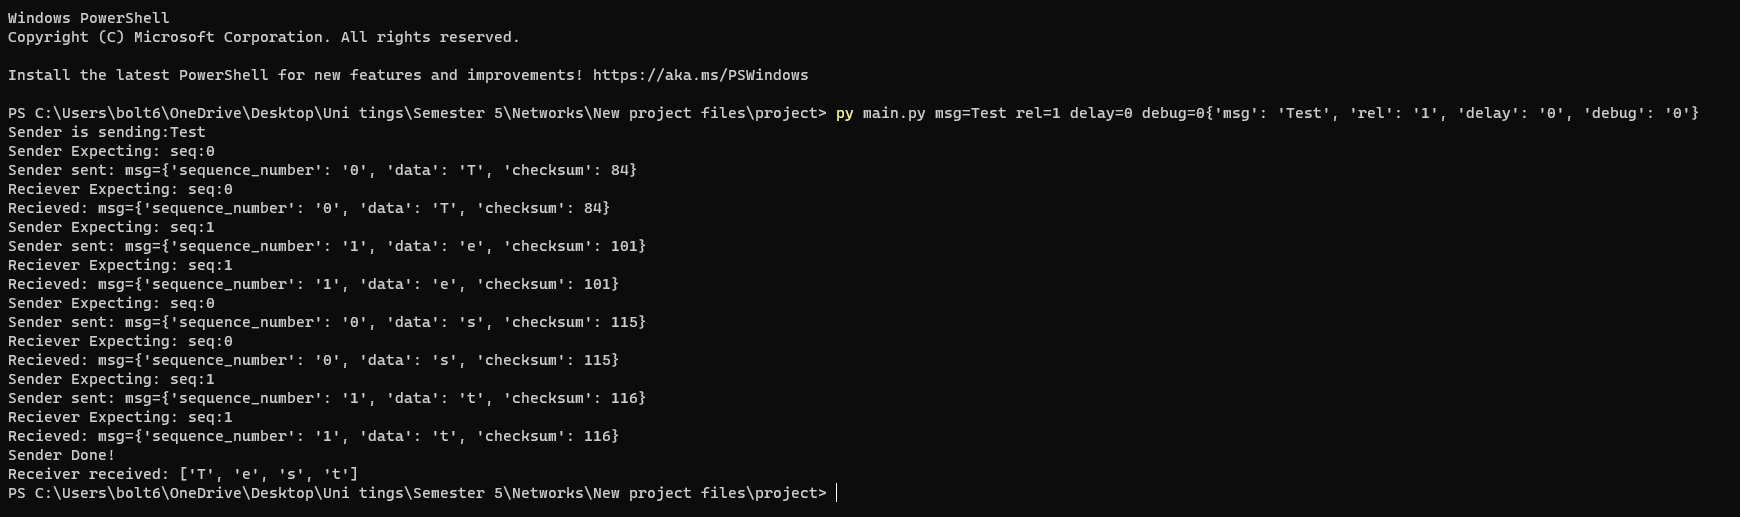 Windows PowerShell
Copyright (C) Microsoft Corporation. All rights reserved.
Install the latest PowerShell for new features and improvements! https://aka.ms/PSWindows
PS C:\Users\bolt6\OneDrive\Desktop\Uni tings\Semester 5\Networks\New project files\project> py main.py msg=Test rel=1 delay=0 debug=0{'msg': 'Test', 'rel': '1', 'delay': '0', 'debug': '0'}
Sender is sending:Test
Sender Expecting: seq:0
Sender sent: msg={'sequence_number': '0', 'data': 'T', 'checksum': 84}
Reciever Expecting: seq:0
Recieved: msg={'sequence_number': '0', 'data': 'T', 'checksum': 84}
Sender Expecting: seq:1
Sender sent: msg={'sequence_number': '1', 'data': 'e', 'checksum': 101}
Reciever Expecting: seq:1
Recieved: msg={'sequence_number': '1', 'data': 'e', 'checksum': 101}
Sender Expecting: seq:0
Sender sent: msg={'sequence_number': '0', 'data': 's', 'checksum': 115}
Reciever Expecting: seq:0
Recieved: msg={'sequence_number': '0', 'data': 's', 'checksum': 115}
Sender Expecting: seq:1
Sender sent: msg={'sequence_number': '1', 'data': 't', 'checksum': 116}
Reciever Expecting: seq:1
Recieved: msg={'sequence_number': '1', 'data': 't', 'checksum': 116}
Sender Done!
Receiver received: ['T', 'e', 's', 't']
PS C:\Users\bolt6\OneDrive\Desktop\Uni tings\Semester 5\Networks\New project files\project>